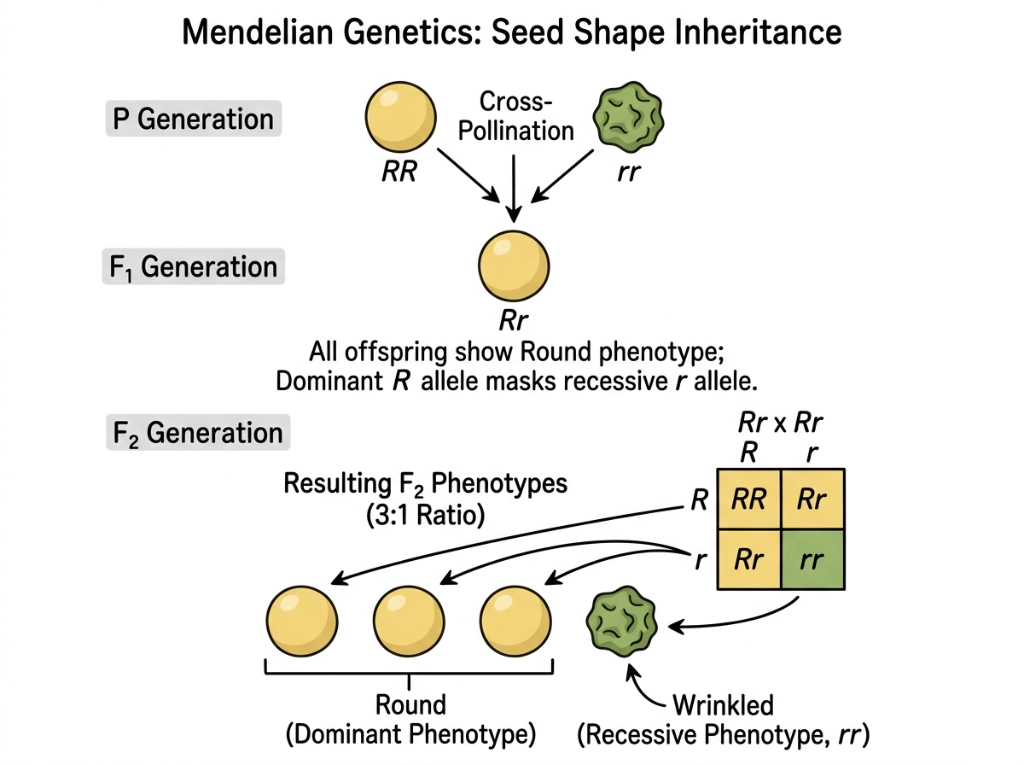 Mendelian Genetics: Seed Shape Inheritance
P Generation
Cross-
Pollination
RR
rr
F₁ Generation
Rr
All offspring show Round phenotype;
Dominant R allele masks recessive r allele.
F₂ Generation
Rr x Rr
R r
Resulting F₂ Phenotypes
(3:1 Ratio)
R RR Rr
r Rr rr
Round
(Dominant Phenotype)
Wrinkled
(Recessive Phenotype, rr)